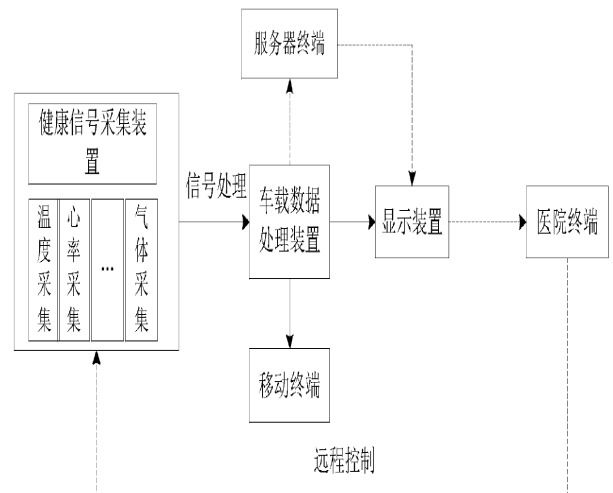 服务器终端
健康信号采集装
置
信号处理
温度采集
心率采集
...
气体采集
车载数据
处理装置
显示装置
医院终端
移动终端
远程控制